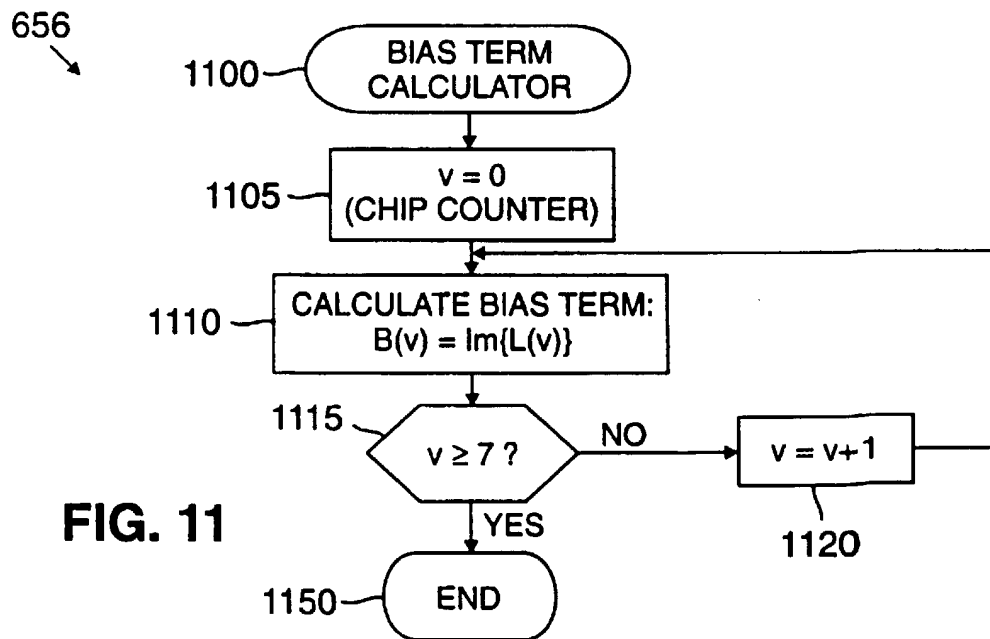 656
1100
BIAS TERM
CALCULATOR
1105
v = 0
(CHIP COUNTER)
1110
CALCULATE BIAS TERM:
B(v) = Im{L(v)}
1115
v ≥ 7 ?
NO
v = v+1
1120
YES
FIG. 11
1150
END